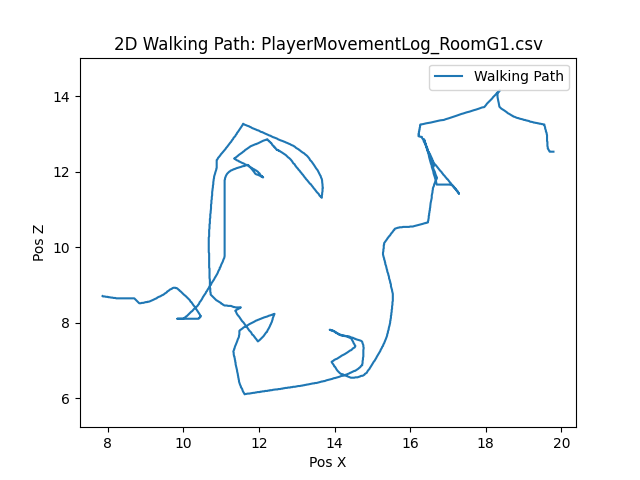 2D Walking Path: PlayerMovementLog_RoomG1.csv
Walking Path
14
12
10
8
6
Pos Z
8 10 12 14 16 18 20
Pos X